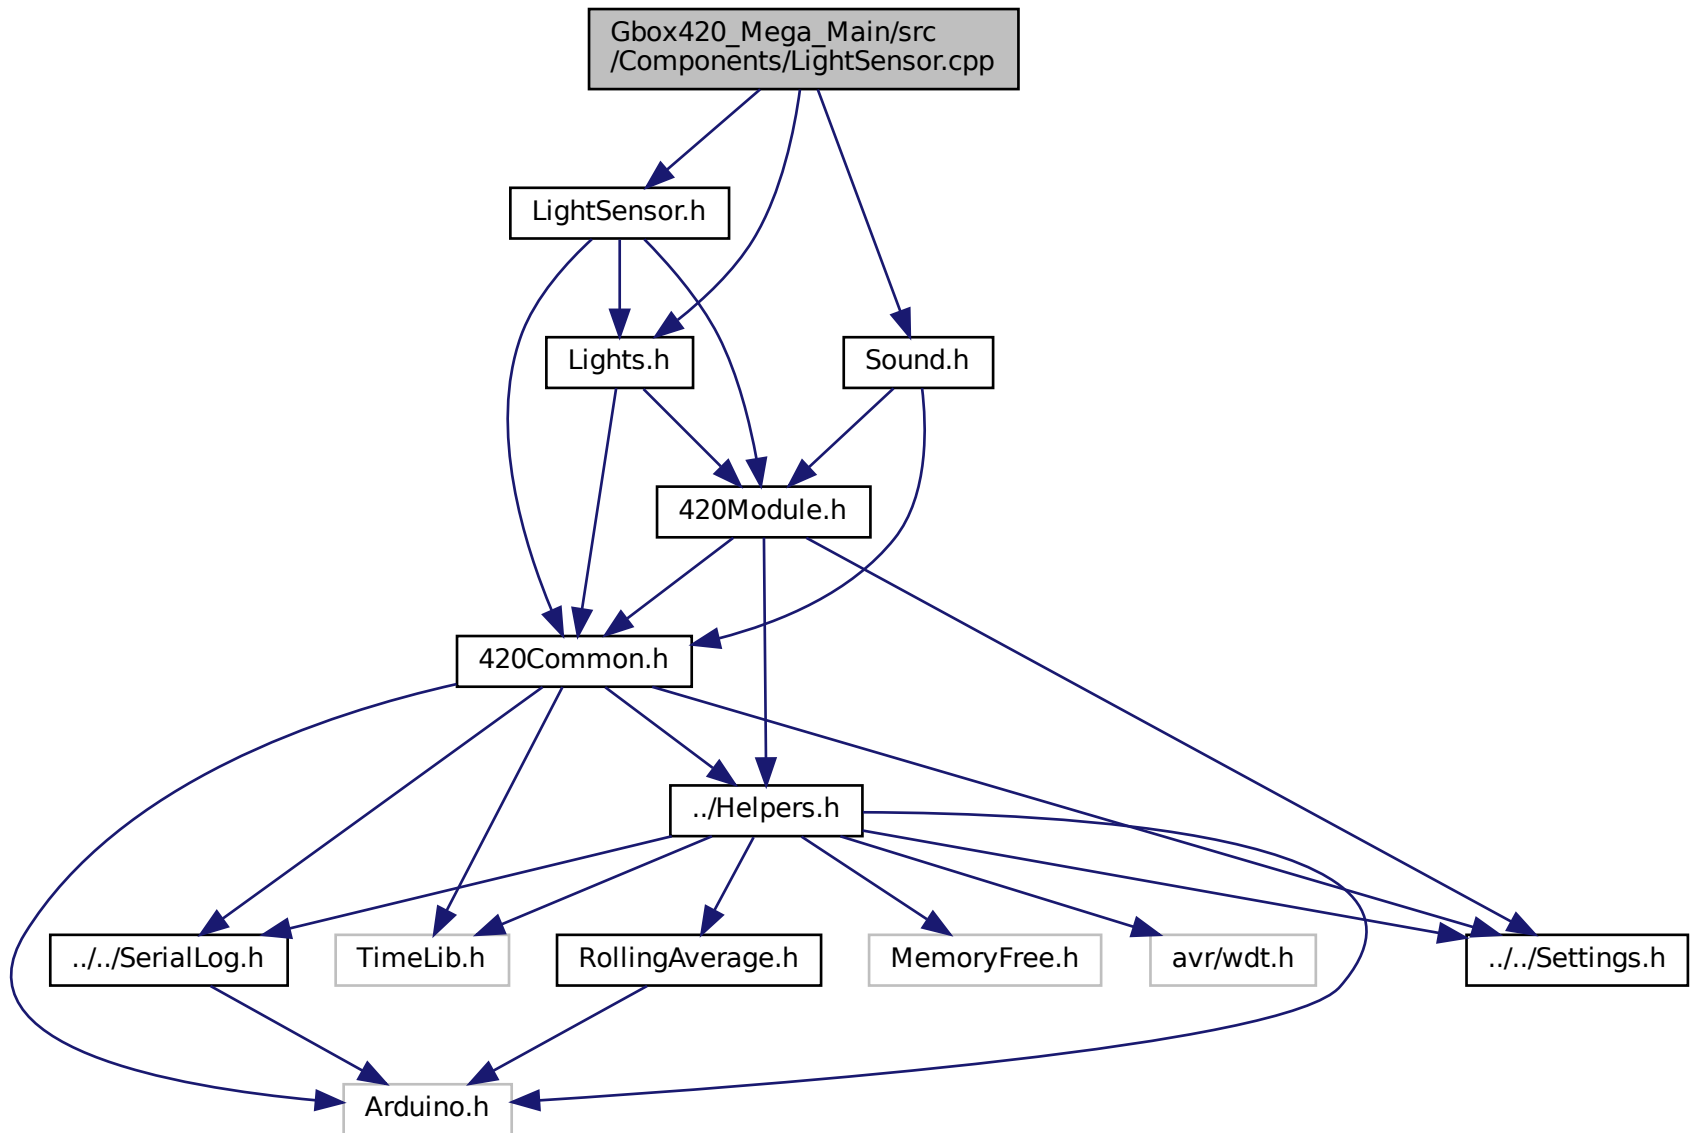 Gbox420_Mega_Main/src
/Components/LightSensor.cpp
LightSensor.h
Lights.h
Sound.h
420Module.h
420Common.h
../Helpers.h
../../SerialLog.h
TimeLib.h
RollingAverage.h
MemoryFree.h
avr/wdt.h
../../Settings.h
Arduino.h